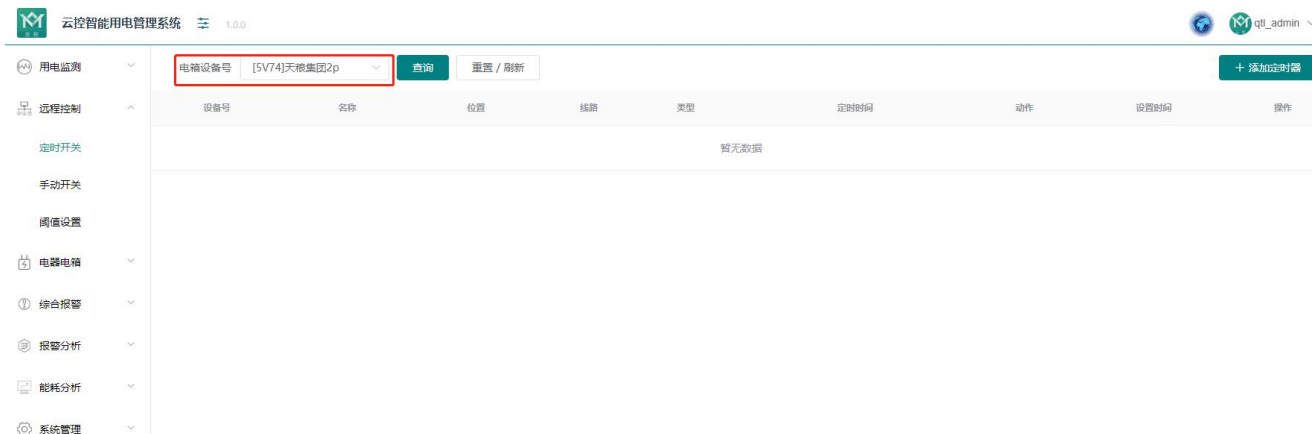 云控智能用电管理系统 1.0.0 qtl_admin
用电监测
电箱设备号 [5V74]天粮集团2p 查询 重置 / 刷新 + 添加定时器
远程控制
设备号 名称 位置 线路 类型 定时时间 动作 设置时间 操作
定时开关
暂无数据
手动开关
阈值设置
电器电箱
综合报警
报警分析
能耗分析
系统管理